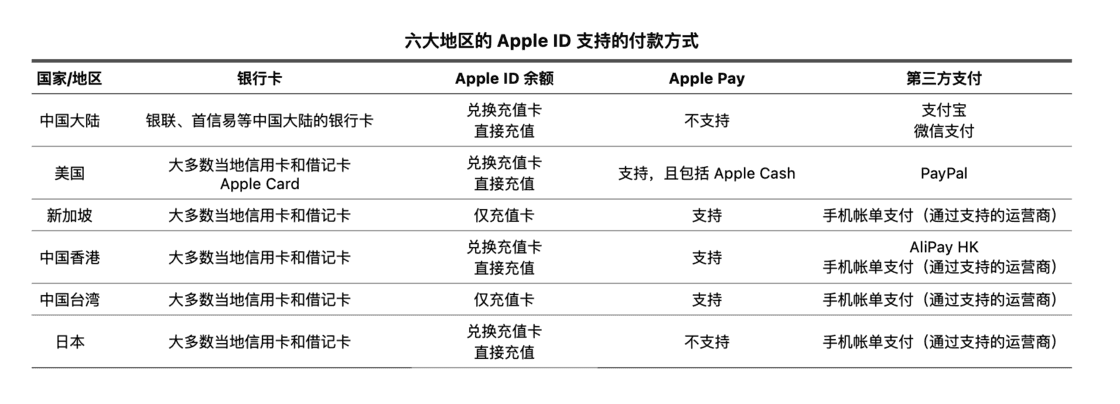 六大地区的 Apple ID 支持的付款方式
国家/地区 银行卡 Apple ID 余额 Apple Pay 第三方支付
中国大陆 银联、首信易等中国大陆的银行卡 兑换充值卡 直接充值 不支持 支付宝 微信支付
美国 大多数当地信用卡和借记卡 Apple Card 兑换充值卡 直接充值 支持，且包括 Apple Cash PayPal
新加坡 大多数当地信用卡和借记卡 仅充值卡 支持 手机帐单支付（通过支持的运营商）
中国香港 大多数当地信用卡和借记卡 兑换充值卡 直接充值 支持 AliPay HK 手机帐单支付（通过支持的运营商）
中国台湾 大多数当地信用卡和借记卡 仅充值卡 支持 手机帐单支付（通过支持的运营商）
日本 大多数当地信用卡和借记卡 兑换充值卡 直接充值 不支持 手机帐单支付（通过支持的运营商）